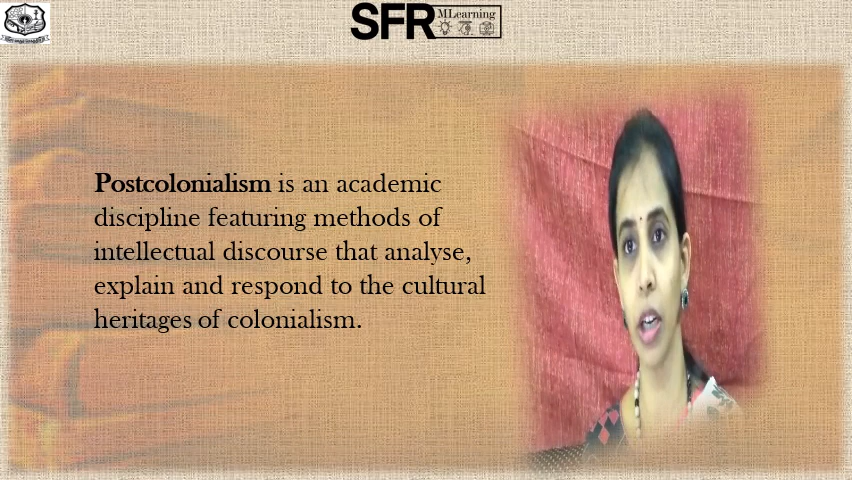 SFR
MLearning
Postcolonialism is an academic
discipline featuring methods of
intellectual discourse that analyse,
explain and respond to the cultural
heritages of colonialism.